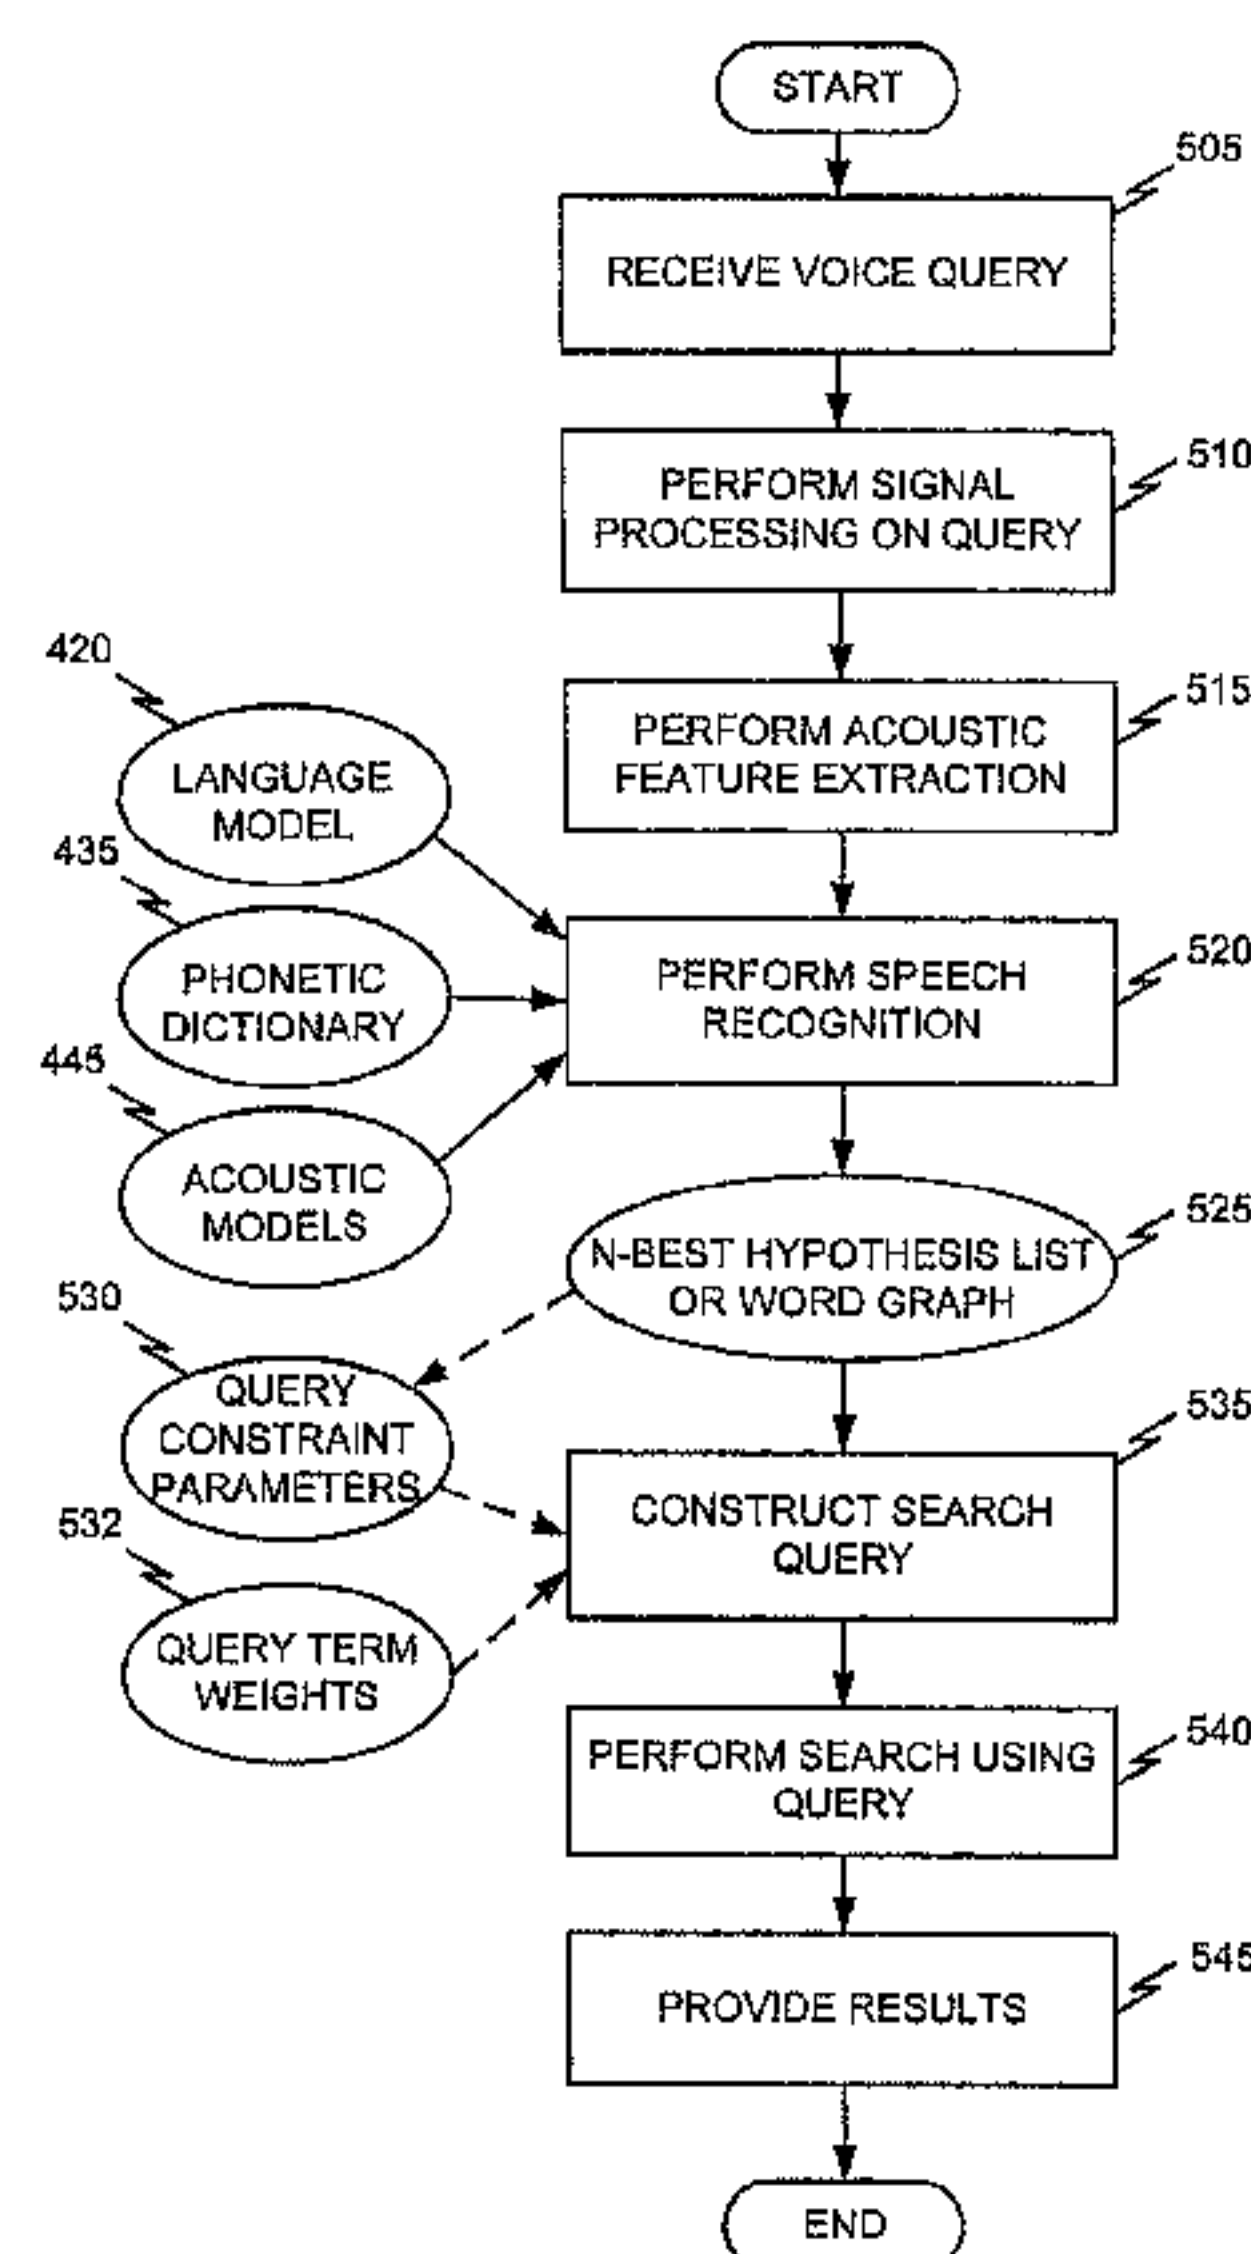 START
505
RECEIVE VOICE QUERY
510
PERFORM SIGNAL
PROCESSING ON QUERY
420
515
PERFORM ACOUSTIC
FEATURE EXTRACTION
LANGUAGE
MODEL
435
520
PERFORM SPEECH
RECOGNITION
PHONETIC
DICTIONARY
445
ACOUSTIC
MODELS
525
N-BEST HYPOTHESIS LIST
OR WORD GRAPH
530
QUERY
CONSTRAINT
PARAMETERS
535
CONSTRUCT SEARCH
QUERY
532
QUERY TERM
WEIGHTS
540
PERFORM SEARCH USING
QUERY
545
PROVIDE RESULTS
END